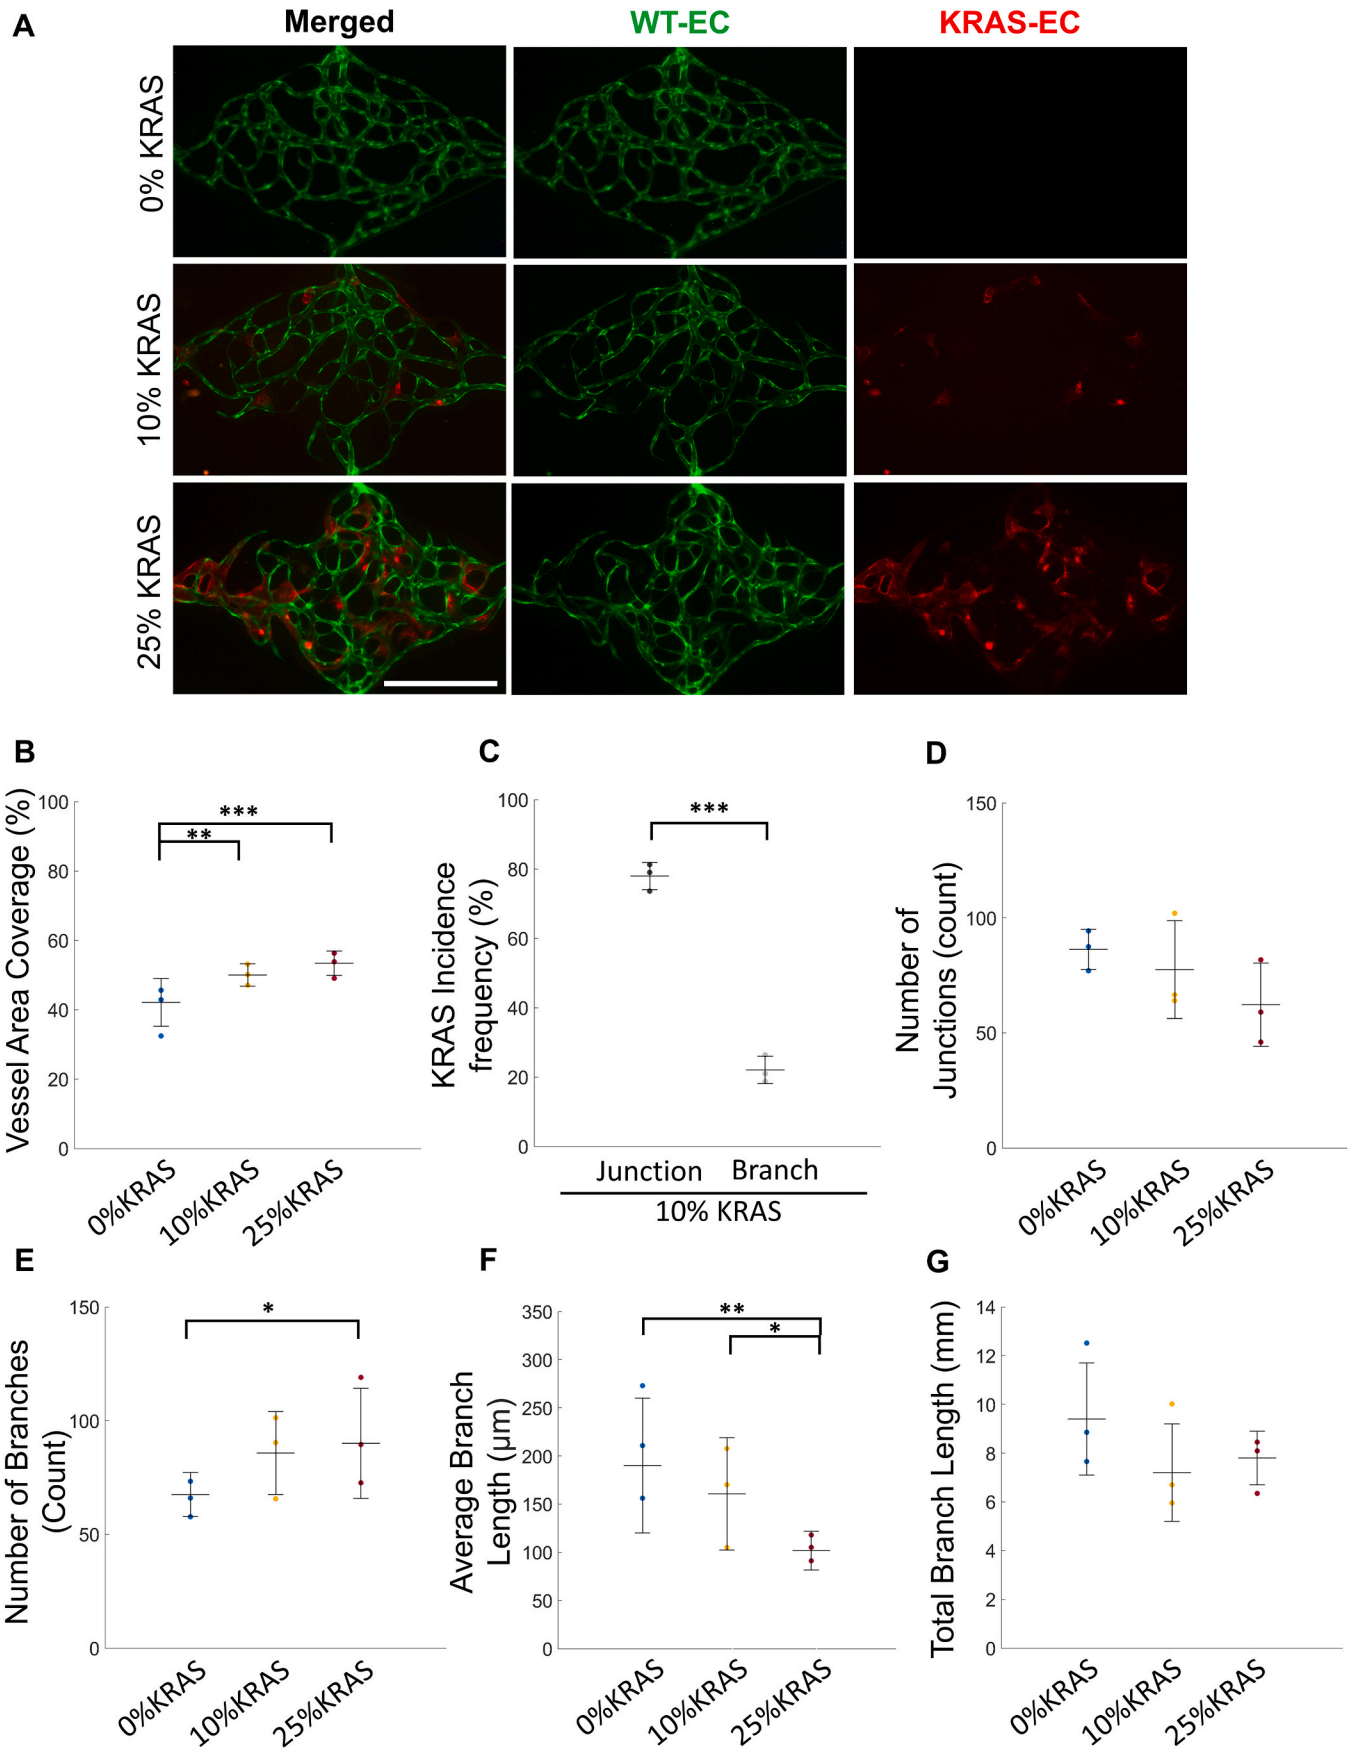 A
Merged
WT-EC
KRAS-EC
0% KRAS
10% KRAS
25% KRAS
B
Vessel Area Coverage (%)
100
80
60
40
20
0
***
**
0%KRAS
10%KRAS
25%KRAS
C
KRAS Incidence
frequency (%)
100
80
60
40
20
0
***
Junction
Branch
10% KRAS
D
Number of
Junctions (count)
150
100
50
0
0%KRAS
10%KRAS
25%KRAS
E
Number of Branches
(Count)
150
100
50
0
*
0%KRAS
10%KRAS
25%KRAS
F
Average Branch
Length (µm)
350
300
250
200
150
100
50
0
**
*
0%KRAS
10%KRAS
25%KRAS
G
Total Branch Length (mm)
14
12
10
8
6
4
2
0
0%KRAS
10%KRAS
25%KRAS